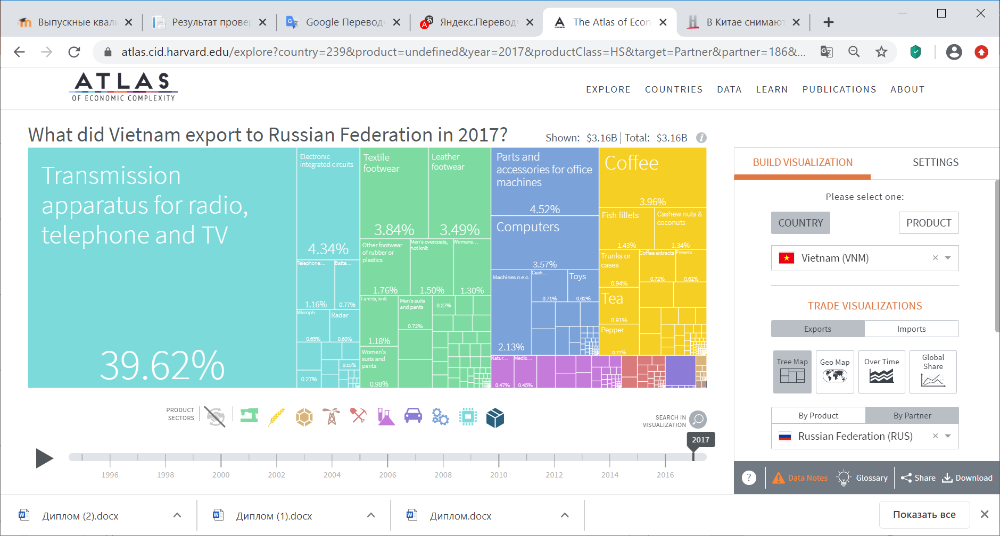 Выпускные квали
Результат провер
Google Переводч
Яндекс.Переводч
The Atlas of Econ
В Китае снимают
atlas.cid.harvard.edu/explore?country=239&product=undefined&year=2017&productClass=HS&target=Partner&partner=186&...
ATLAS
OF ECONOMIC COMPLEXITY
EXPLORE
COUNTRIES
DATA
LEARN
PUBLICATIONS
ABOUT
What did Vietnam export to Russian Federation in 2017?
Shown: $3.16B | Total: $3.16B
Transmission
apparatus for radio,
telephone and TV
39.62%
Electronic
integrated circuits
4.34%
Telephone...
1.16%
Batte...
0.77%
Microph...
0.65%
Radar
0.60%
0.27%
0.13%
Textile
footwear
3.84%
Leather
footwear
3.49%
Other footwear
of rubber or
plastics
1.76%
Men's overcoats,
not knit
1.50%
Womens...
1.30%
T-shirts, knit
1.18%
Men's suits
and pants
0.72%
0.27%
Women's
suits and
pants
0.98%
Parts and
accessories for office
machines
4.52%
Computers
3.57%
Machines n.e.c.
2.13%
Cash...
0.71%
Toys
0.62%
Coffee
3.96%
Fish fillets
1.43%
Cashew nuts &
coconuts
1.34%
Trunks or
cases
0.94%
Coffee extracts
0.72%
Preserv...
0.62%
Tea
0.91%
Pepper
0.77%
Natur...
0.47%
Medic...
0.45%
PRODUCT
SECTORS
SEARCH IN
VISUALIZATION
2017
1996
1998
2000
2002
2004
2006
2008
2010
2012
2014
2016
BUILD VISUALIZATION
SETTINGS
Please select one:
COUNTRY
PRODUCT
Vietnam (VNM)
TRADE VISUALIZATIONS
Exports
Imports
Tree Map
Geo Map
Over Time
Global
Share
By Product
By Partner
Russian Federation (RUS)
?
Data Notes
Glossary
Share
Download
Диплом (2).docx
Диплом (1).docx
Диплом.docx
Показать все